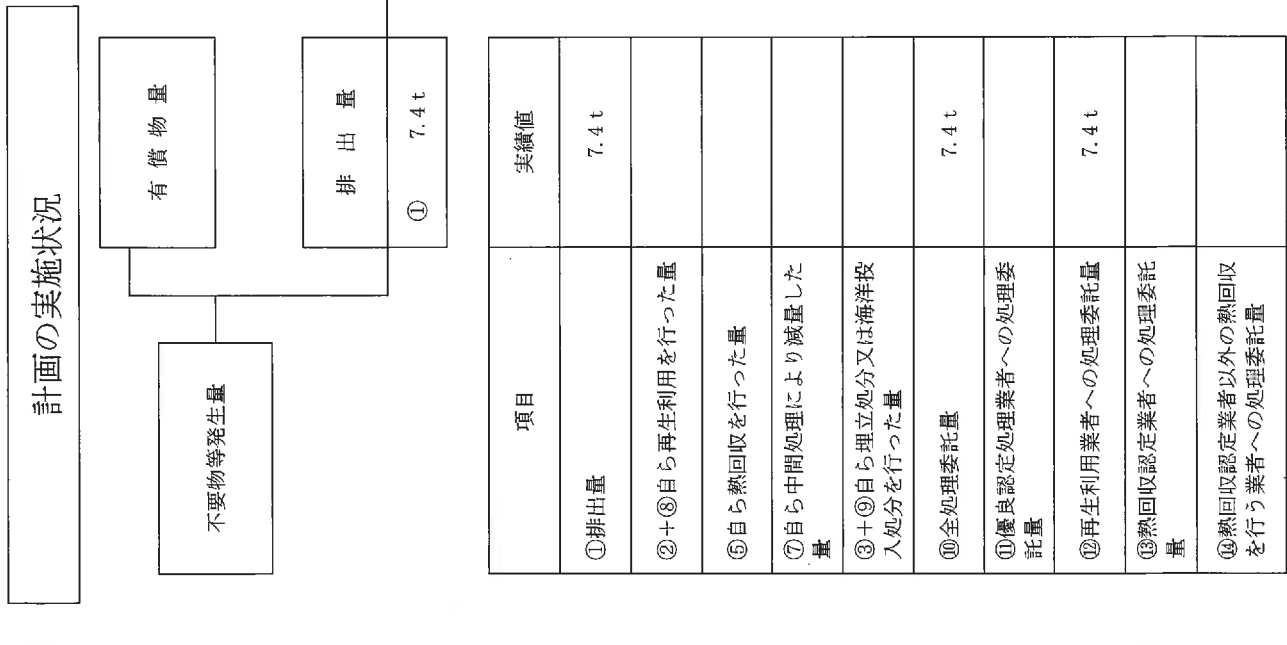 計画の実施状況
有 償 物 量
不要物等発生量
排 出 量
① 7.4 t
項目 実績値
①排出量 7.4 t
②+⑧自ら再生利用を行った量
⑤自ら熱回収を行った量
⑦自ら中間処理により減量した
量
③+⑨自ら埋立処分又は海洋投
入処分を行った量
⑩全処理委託量 7.4 t
⑪優良認定処理業者への処理委
託量
⑫再生利用業者への処理委託量 7.4 t
⑬熱回収認定業者への処理委託
量
⑭熱回収認定業者以外の熱回収
を行う業者への処理委託量